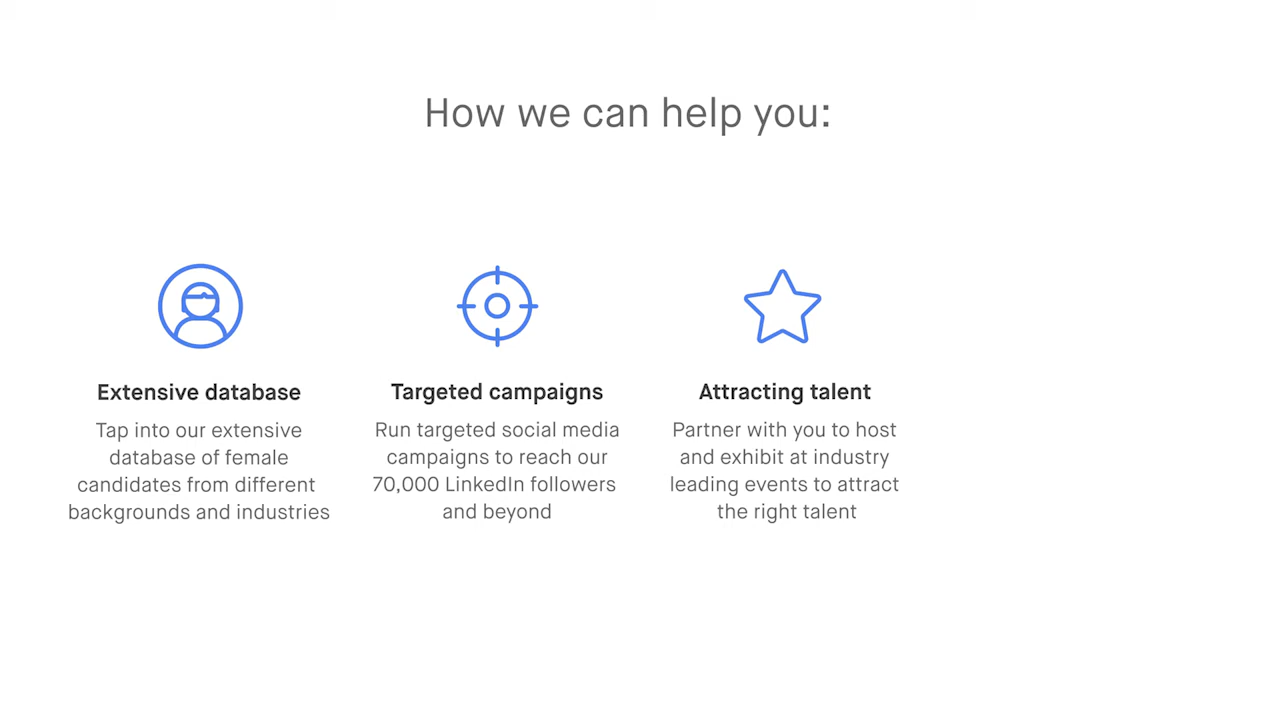 How we can help you:
Extensive database
Tap into our extensive
database of female
candidates from different
backgrounds and industries
Targeted campaigns
Run targeted social media
campaigns to reach our
70,000 LinkedIn followers
and beyond
Attracting talent
Partner with you to host
and exhibit at industry
leading events to attract
the right talent